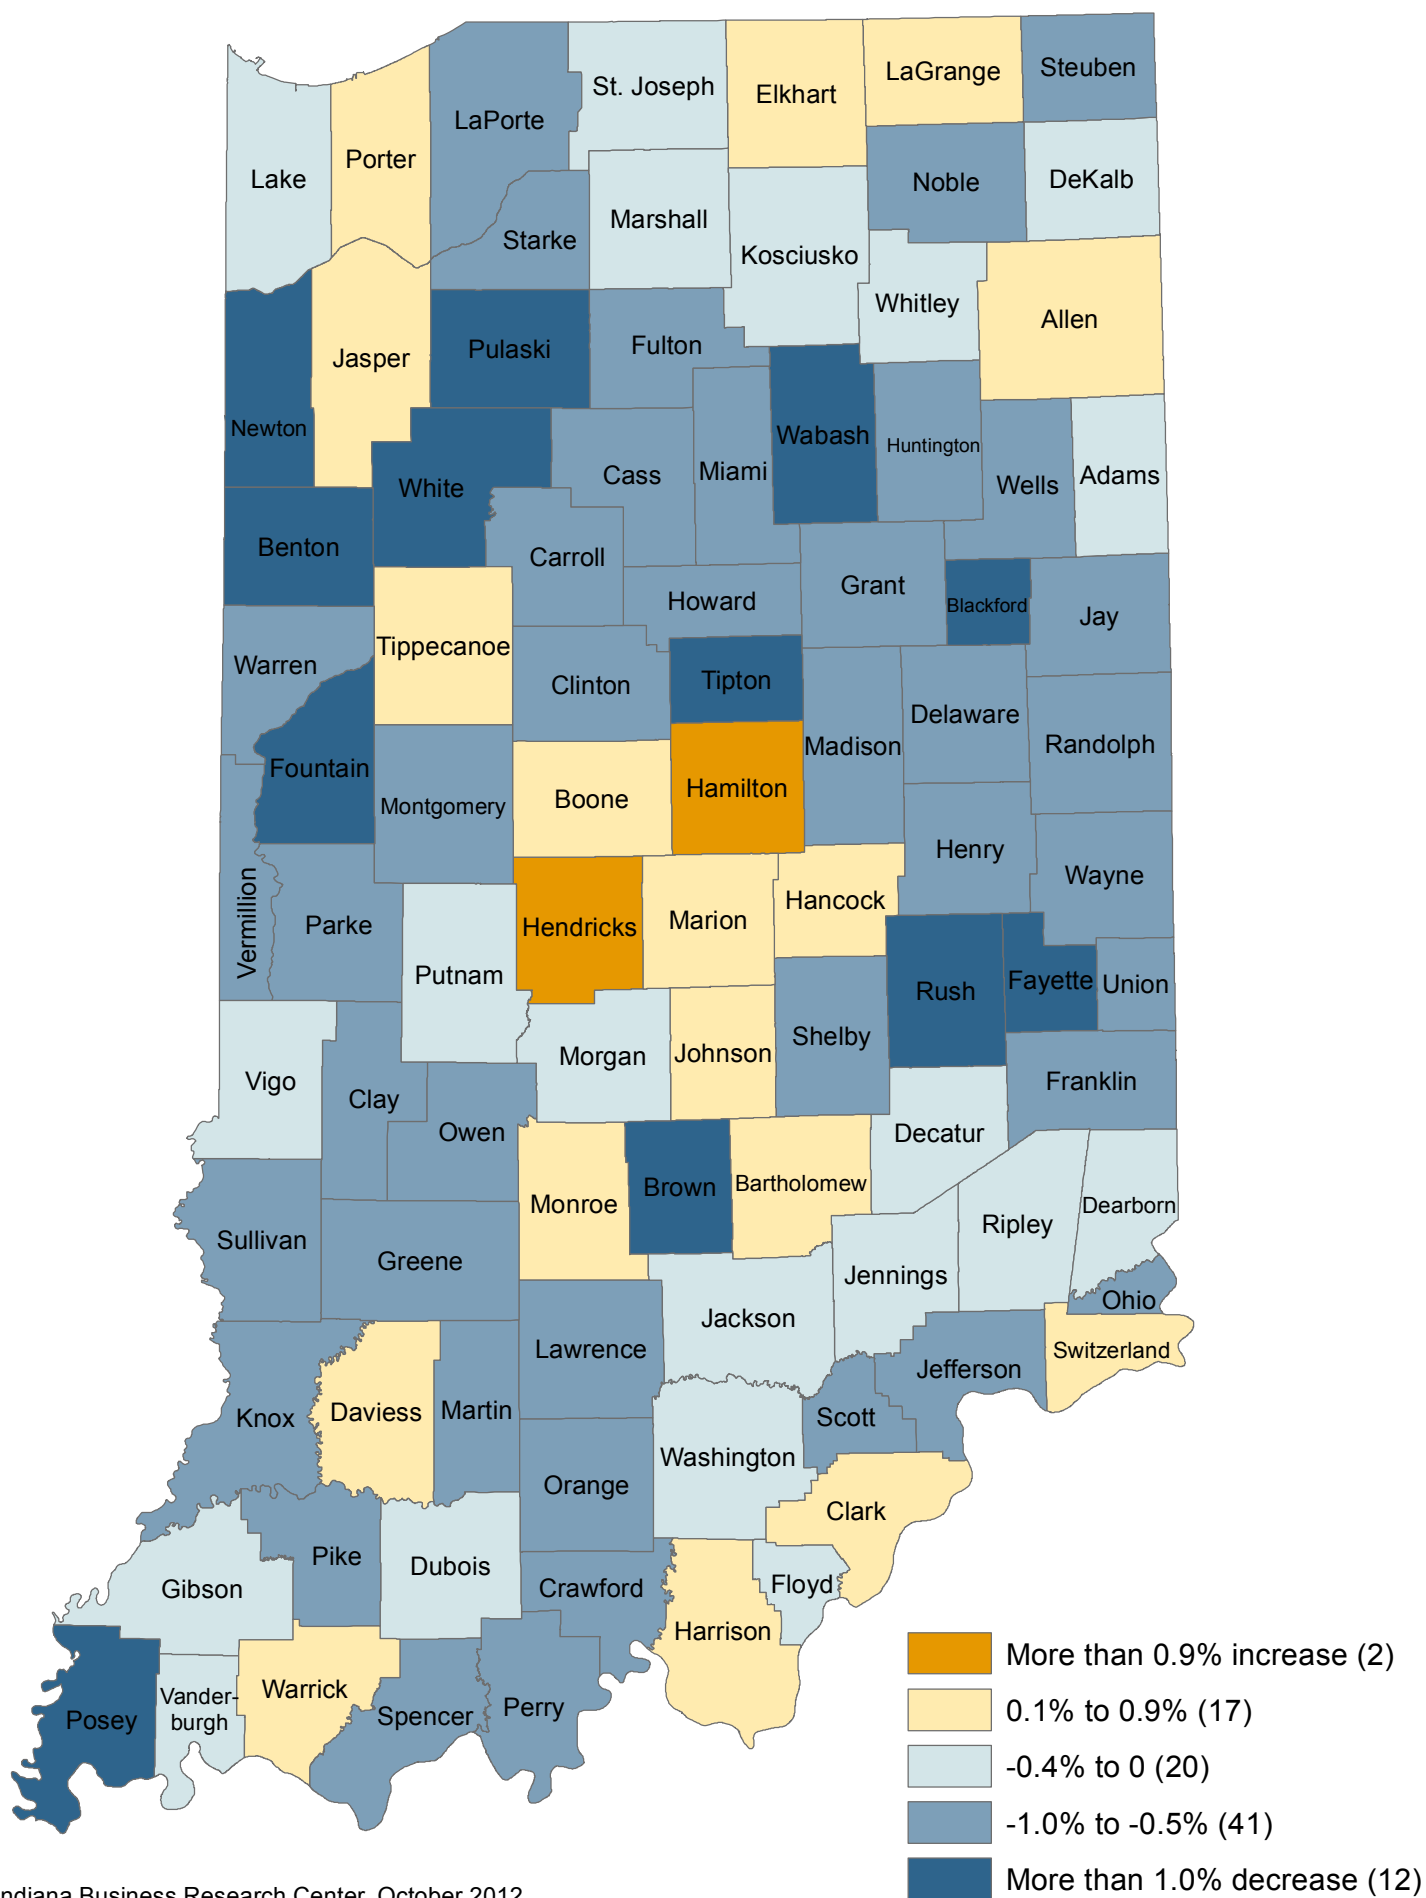 St. Joseph
Elkhart
LaGrange
Steuben
LaPorte
Lake
Porter
Noble
DeKalb
Marshall
Starke
Kosciusko
Whitley
Allen
Jasper
Pulaski
Fulton
Newton
Wabash
Huntington
Miami
Cass
White
Wells
Adams
Benton
Carroll
Grant
Howard
Blackford
Jay
Warren
Tippecanoe
Clinton
Tipton
Delaware
Madison
Randolph
Fountain
Montgomery
Boone
Hamilton
Henry
Wayne
Vermillion
Parke
Hendricks
Marion
Hancock
Putnam
Rush
Fayette
Union
Shelby
Morgan
Johnson
Vigo
Clay
Franklin
Owen
Decatur
Monroe
Brown
Bartholomew
Dearborn
Ripley
Sullivan
Greene
Jennings
Ohio
Jackson
Lawrence
Switzerland
Jefferson
Knox
Daviess
Martin
Scott
Washington
Orange
Clark
Pike
Dubois
Gibson
Crawford
Floyd
Harrison
Warrick
Vander-
burgh
Posey
Spencer
Perry
More than 0.9% increase (2)
0.1% to 0.9% (17)
-0.4% to 0 (20)
-1.0% to -0.5% (41)
More than 1.0% decrease (12)
Indiana Business Research Center, October 2012